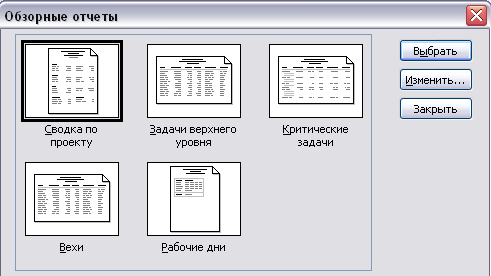 Обзорные отчеты
Выбрать
Изменить...
Закрыть
Сводка по
проекту
Задачи верхнего
уровня
Критические
задачи
Вехи
Рабочие дни